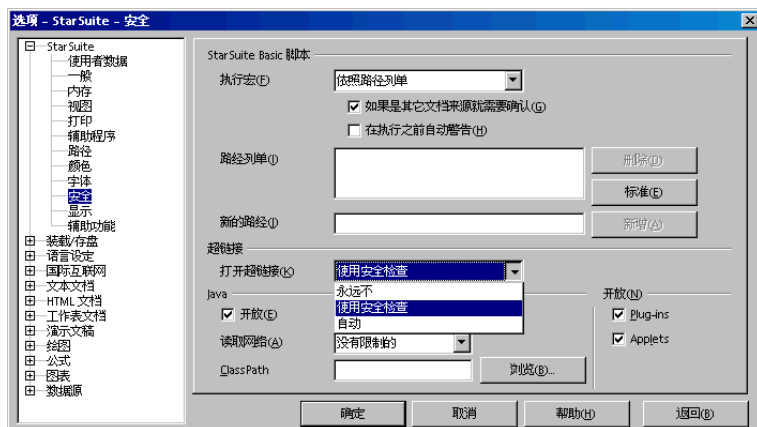 选项 - StarSuite - 安全
StarSuite
使用者数据
一般
内存
视图
打印
辅助程序
路径
颜色
字体
安全
显示
辅助功能
装载/存盘
语言设定
国际互联网
文本文档
HTML 文档
工作表文档
演示文稿
绘图
公式
图表
数据源
StarSuite Basic 脚本
执行宏(F)
依照路径列单
如果是其它文档来源就需要确认(G)
在执行之前自动警告(H)
路经列单(I)
删除(D)
标准(E)
新的路径(J)
新增(A)
超链接
打开超链接(K)
使用安全检查
永远不
使用安全检查
自动
Java
开放(E)
读取网络(A)
没有限制的
ClassPath
浏览(B)...
开放(N)
Plug-ins
Applets
确定
取消
帮助(H)
返回(B)